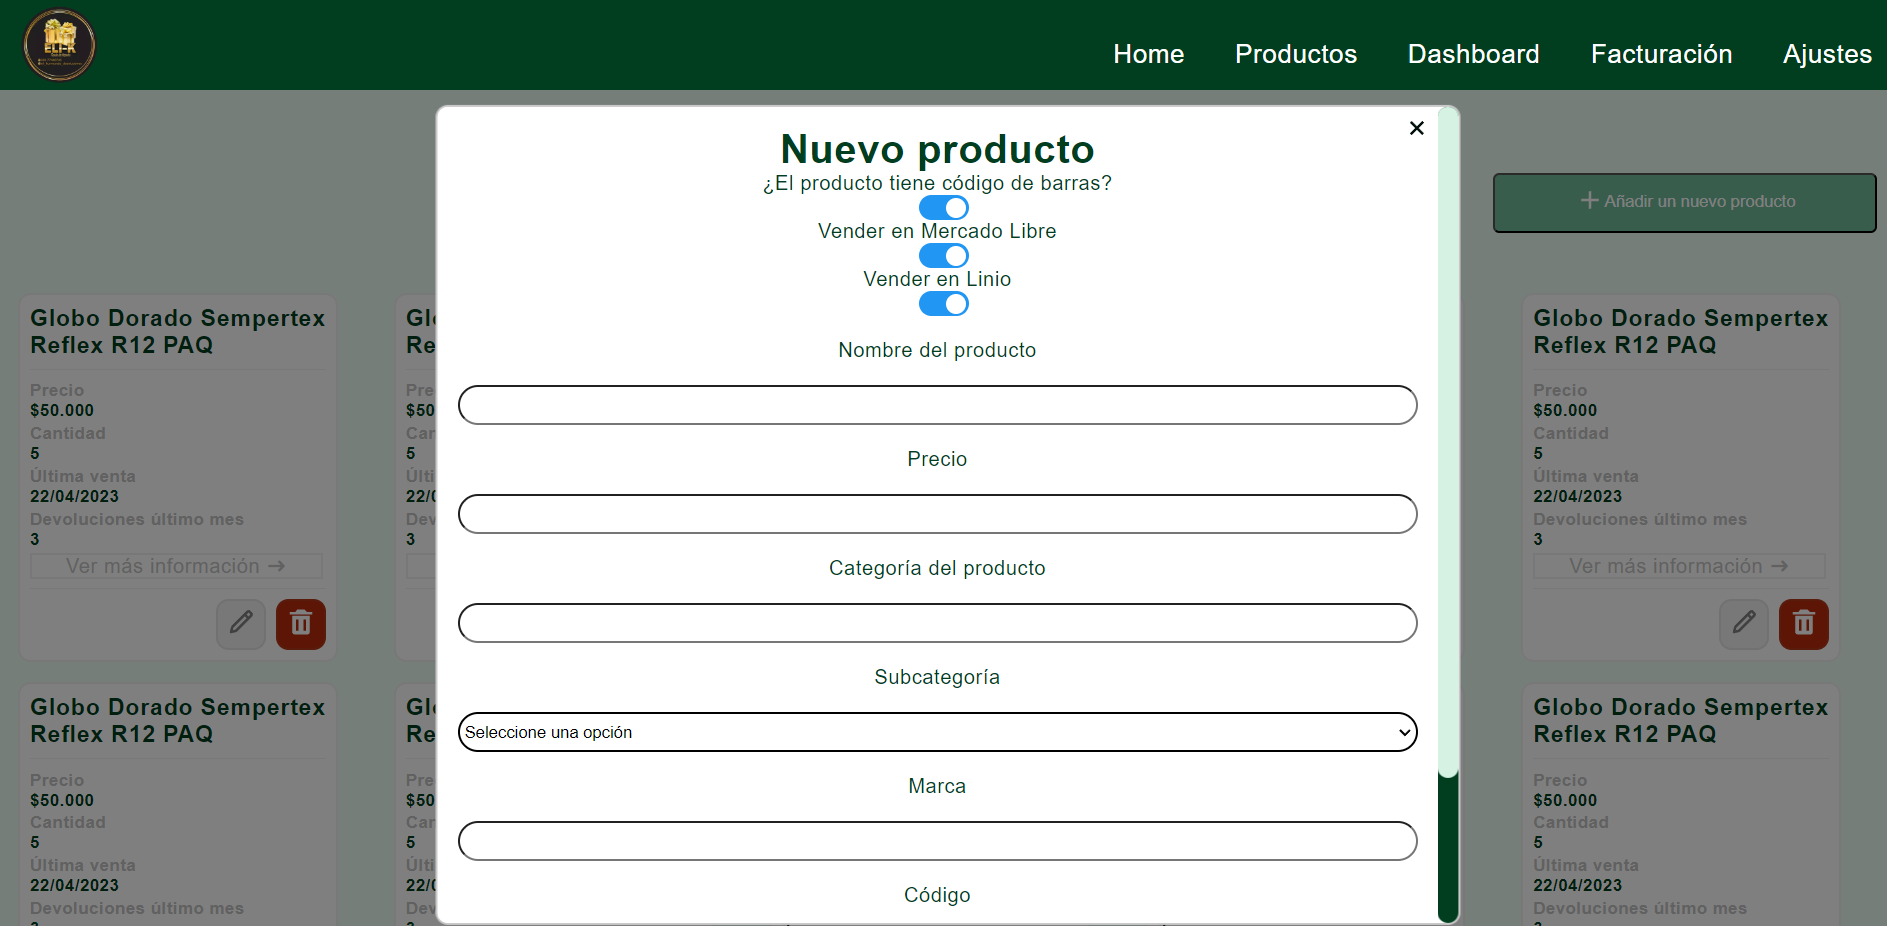 ELI-K
Home
Productos
Dashboard
Facturación
Ajustes
Nuevo producto
¿El producto tiene código de barras?
Vender en Mercado Libre
Vender en Linio
Nombre del producto
Precio
Categoría del producto
Subcategoría
Seleccione una opción
Marca
Código
Añadir un nuevo producto
Globo Dorado Sempertex
Reflex R12 PAQ
Precio
$50.000
Cantidad
5
Última venta
22/04/2023
Devoluciones último mes
3
Ver más información →
Gl
Re
Pre
$50
Car
5
Últi
22/0
Dev
3
Globo Dorado Sempertex
Reflex R12 PAQ
Precio
$50.000
Cantidad
5
Última venta
22/04/2023
Devoluciones último mes
3
Ver más información →
Globo Dorado Sempertex
Reflex R12 PAQ
Precio
$50.000
Cantidad
5
Última venta
22/04/2023
Devoluciones último mes
Gl
Re
Pre
$50
Car
5
Últi
22/0
Dev
Globo Dorado Sempertex
Reflex R12 PAQ
Precio
$50.000
Cantidad
5
Última venta
22/04/2023
Devoluciones último mes